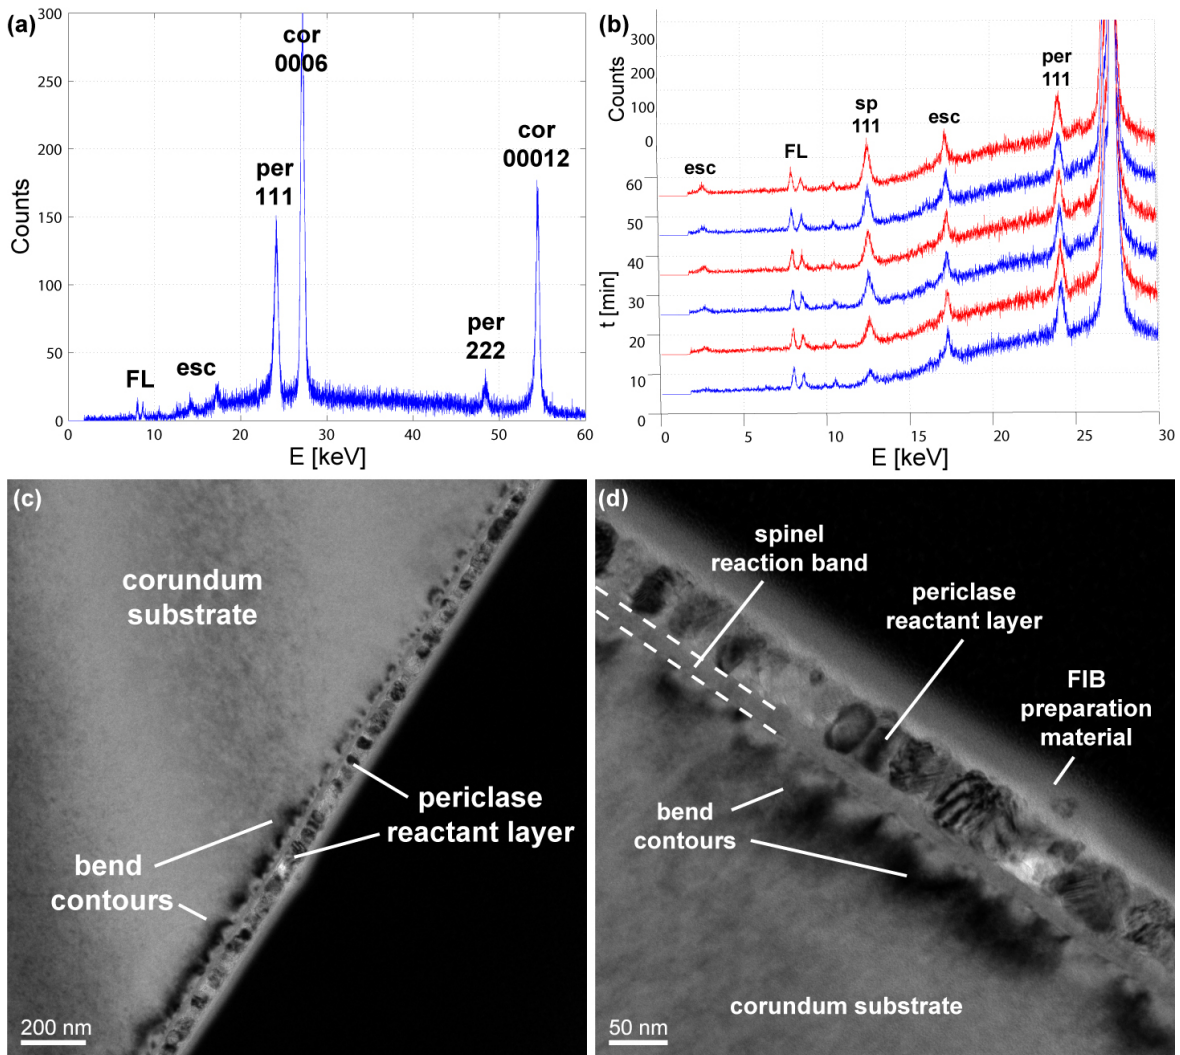 (a)
300
250
200
150
100
50
0
Counts
0
10
20
30
40
50
60
E [keV]
FL
esc
per
111
cor
0006
per
222
cor
00012
(b)
300
200
100
0
Counts
60
50
40
30
20
10
0
t [min]
0
5
10
15
20
25
30
E [keV]
esc
FL
sp
111
esc
per
111
(c)
corundum
substrate
periclase
reactant layer
bend
contours
200 nm
(d)
spinel
reaction band
periclase
reactant layer
FIB
preparation
material
bend
contours
corundum substrate
50 nm